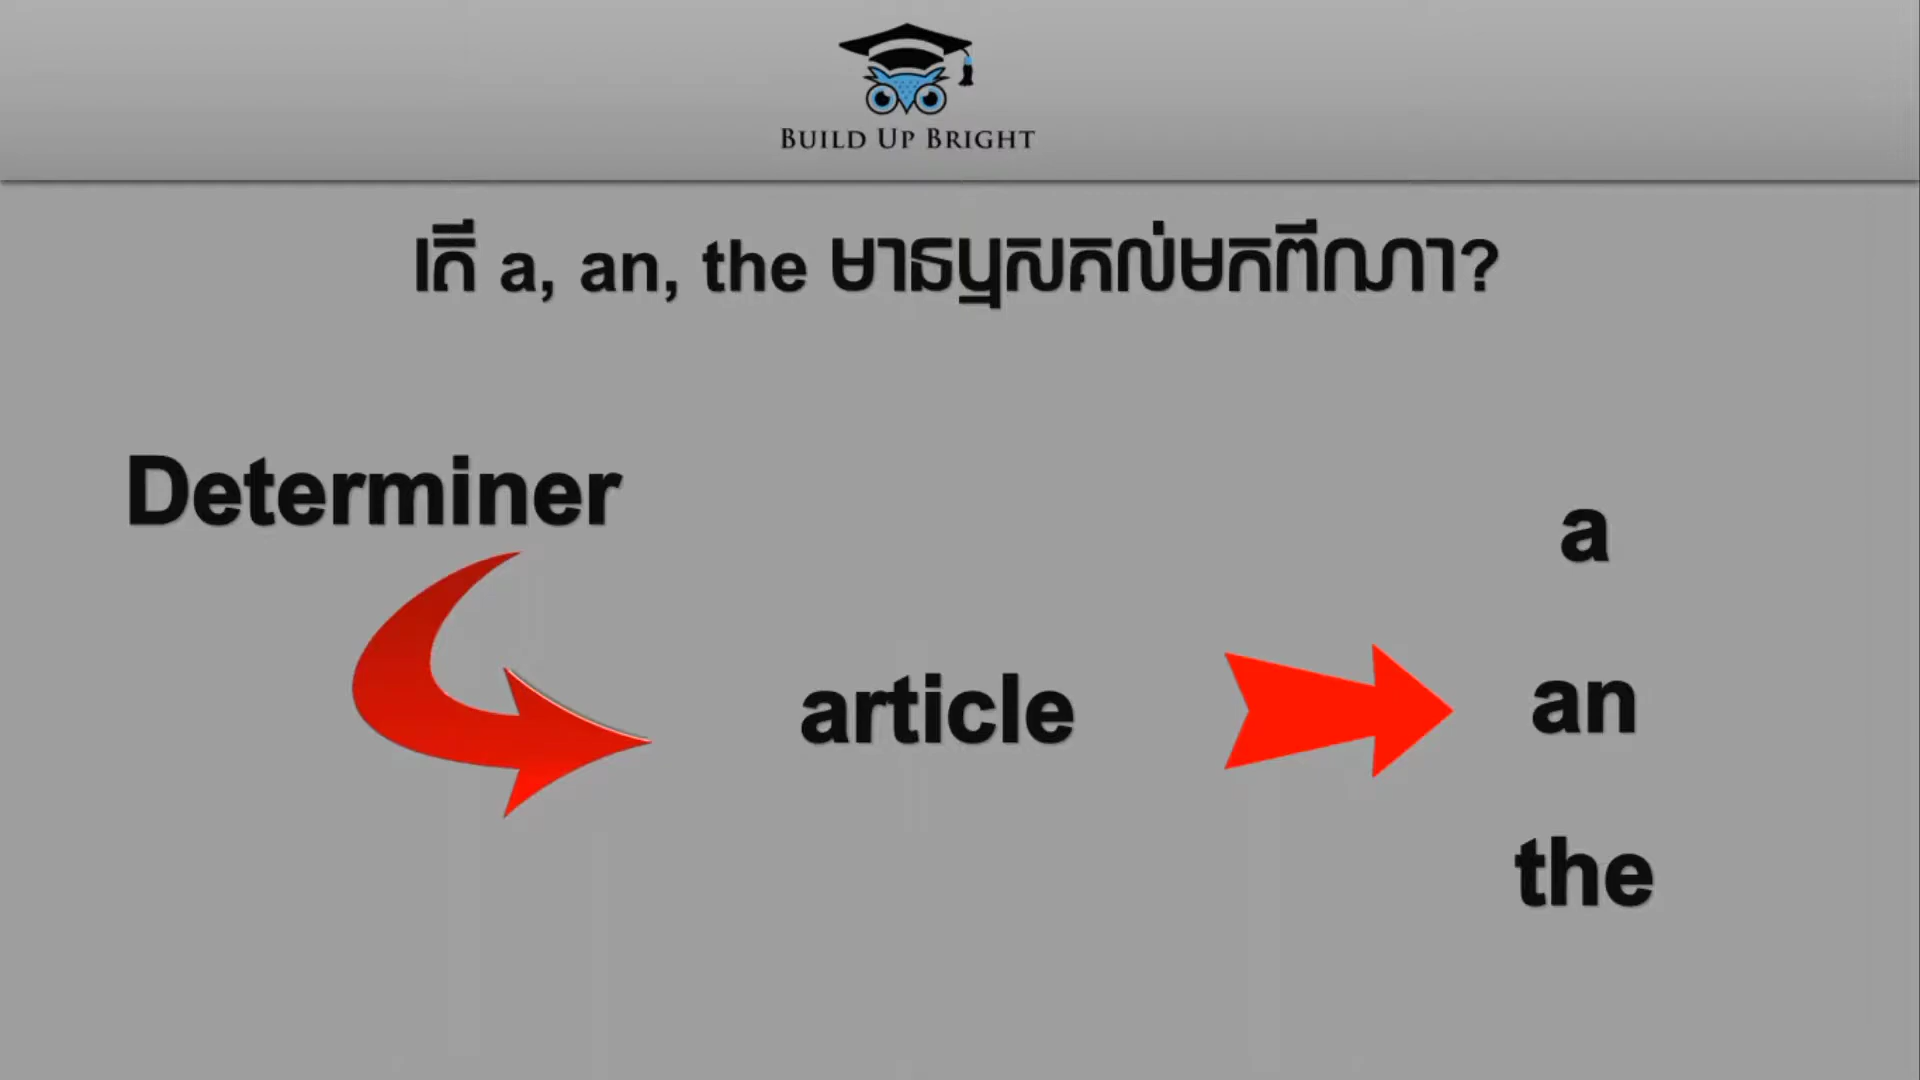 BUILD UP BRIGHT
តើ a, an, the មានឬសគល់មកពីណា?
Determiner
article
a
an
the